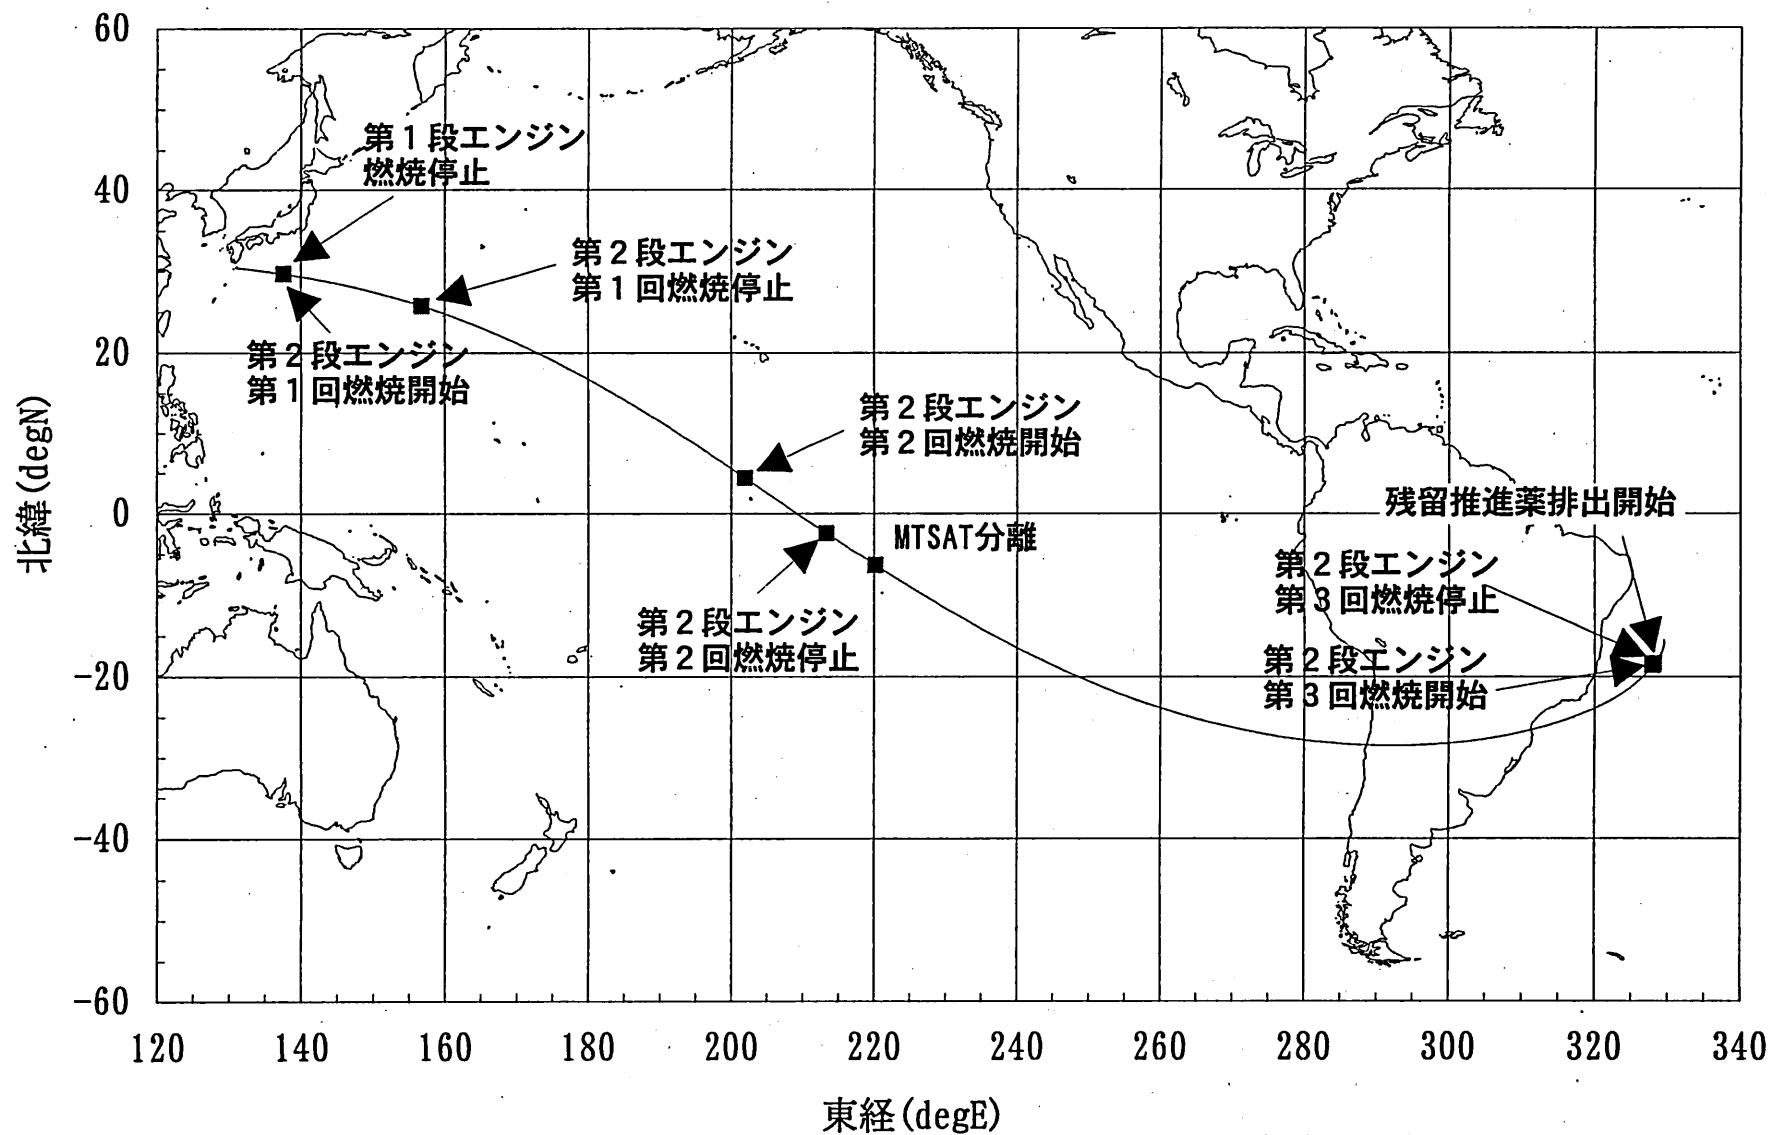 60
40
20
0
-20
-40
-60
北緯(degN)
第1段エンジン
燃焼停止
第2段エンジン
第1回燃焼停止
第2段エンジン
第1回燃焼開始
第2段エンジン
第2回燃焼開始
残留推進薬排出開始
MTSAT分離
第2段エンジン
第3回燃焼停止
第2段エンジン
第2回燃焼停止
第2段エンジン
第3回燃焼開始
120 140 160 180 200 220 240 260 280 300 320 340
東経(degE)